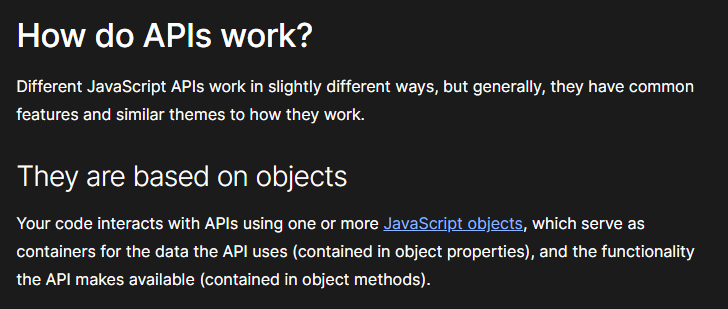 How do APIs work?
Different JavaScript APIs work in slightly different ways, but generally, they have common
features and similar themes to how they work.
They are based on objects
Your code interacts with APIs using one or more JavaScript objects, which serve as
containers for the data the API uses (contained in object properties), and the functionality
the API makes available (contained in object methods).